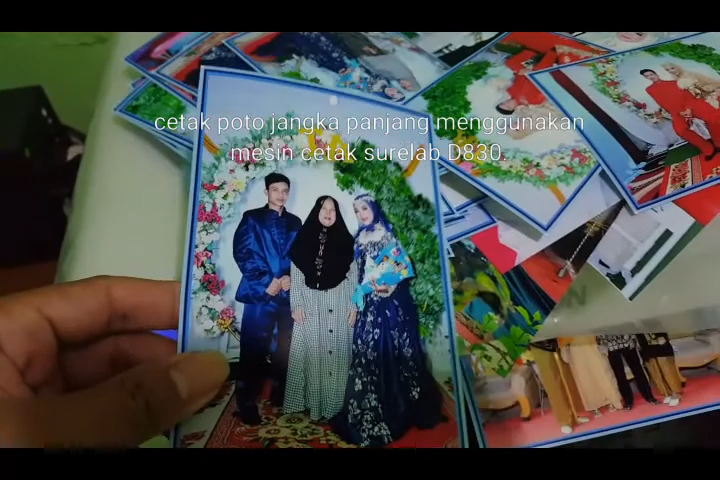 cetak poto jangka panjang menggunakan
mesin cetak surelab D830.